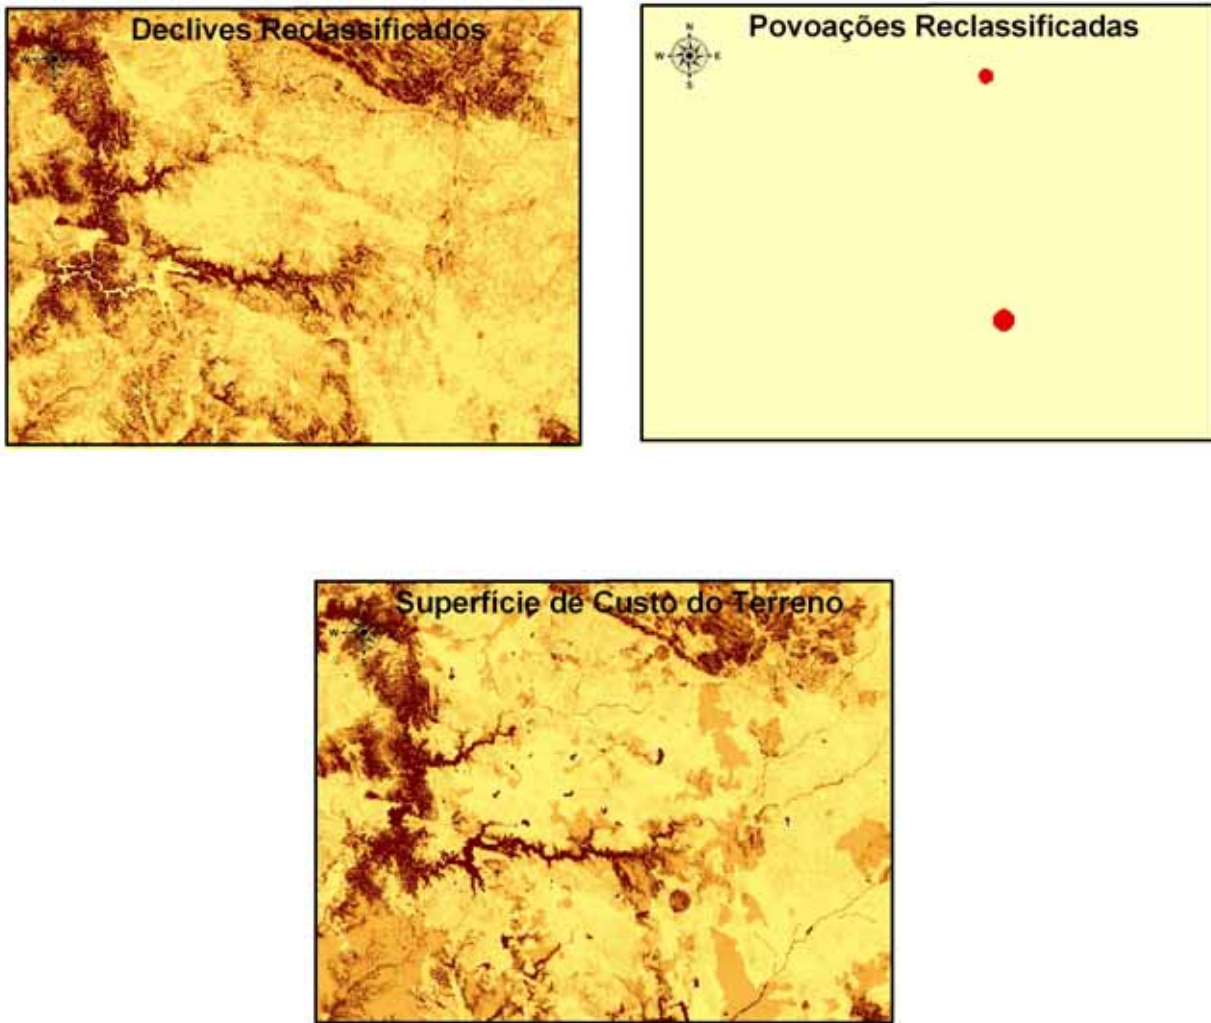 Declives Reclassificados
W
Povoações Reclassificadas
N
W
E
S
Superfície de Custo do Terreno
W